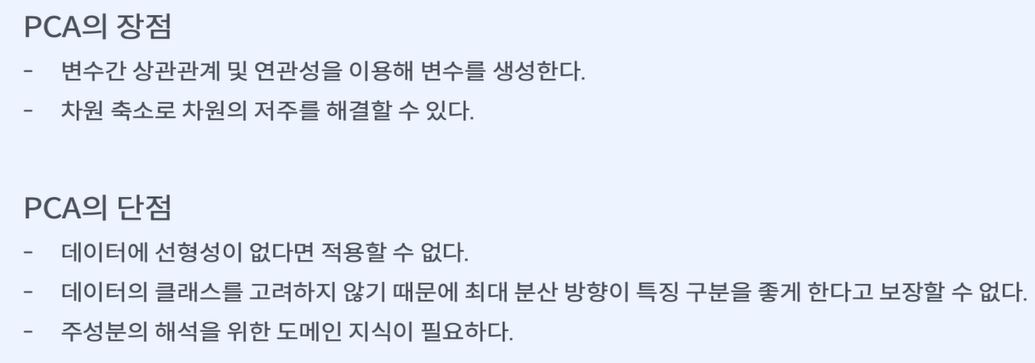 PCA의 장점
- 변수간 상관관계 및 연관성을 이용해 변수를 생성한다.
- 차원 축소로 차원의 저주를 해결할 수 있다.
PCA의 단점
- 데이터에 선형성이 없다면 적용할 수 없다.
- 데이터의 클래스를 고려하지 않기 때문에 최대 분산 방향이 특징 구분을 좋게 한다고 보장할 수 없다.
- 주성분의 해석을 위한 도메인 지식이 필요하다.